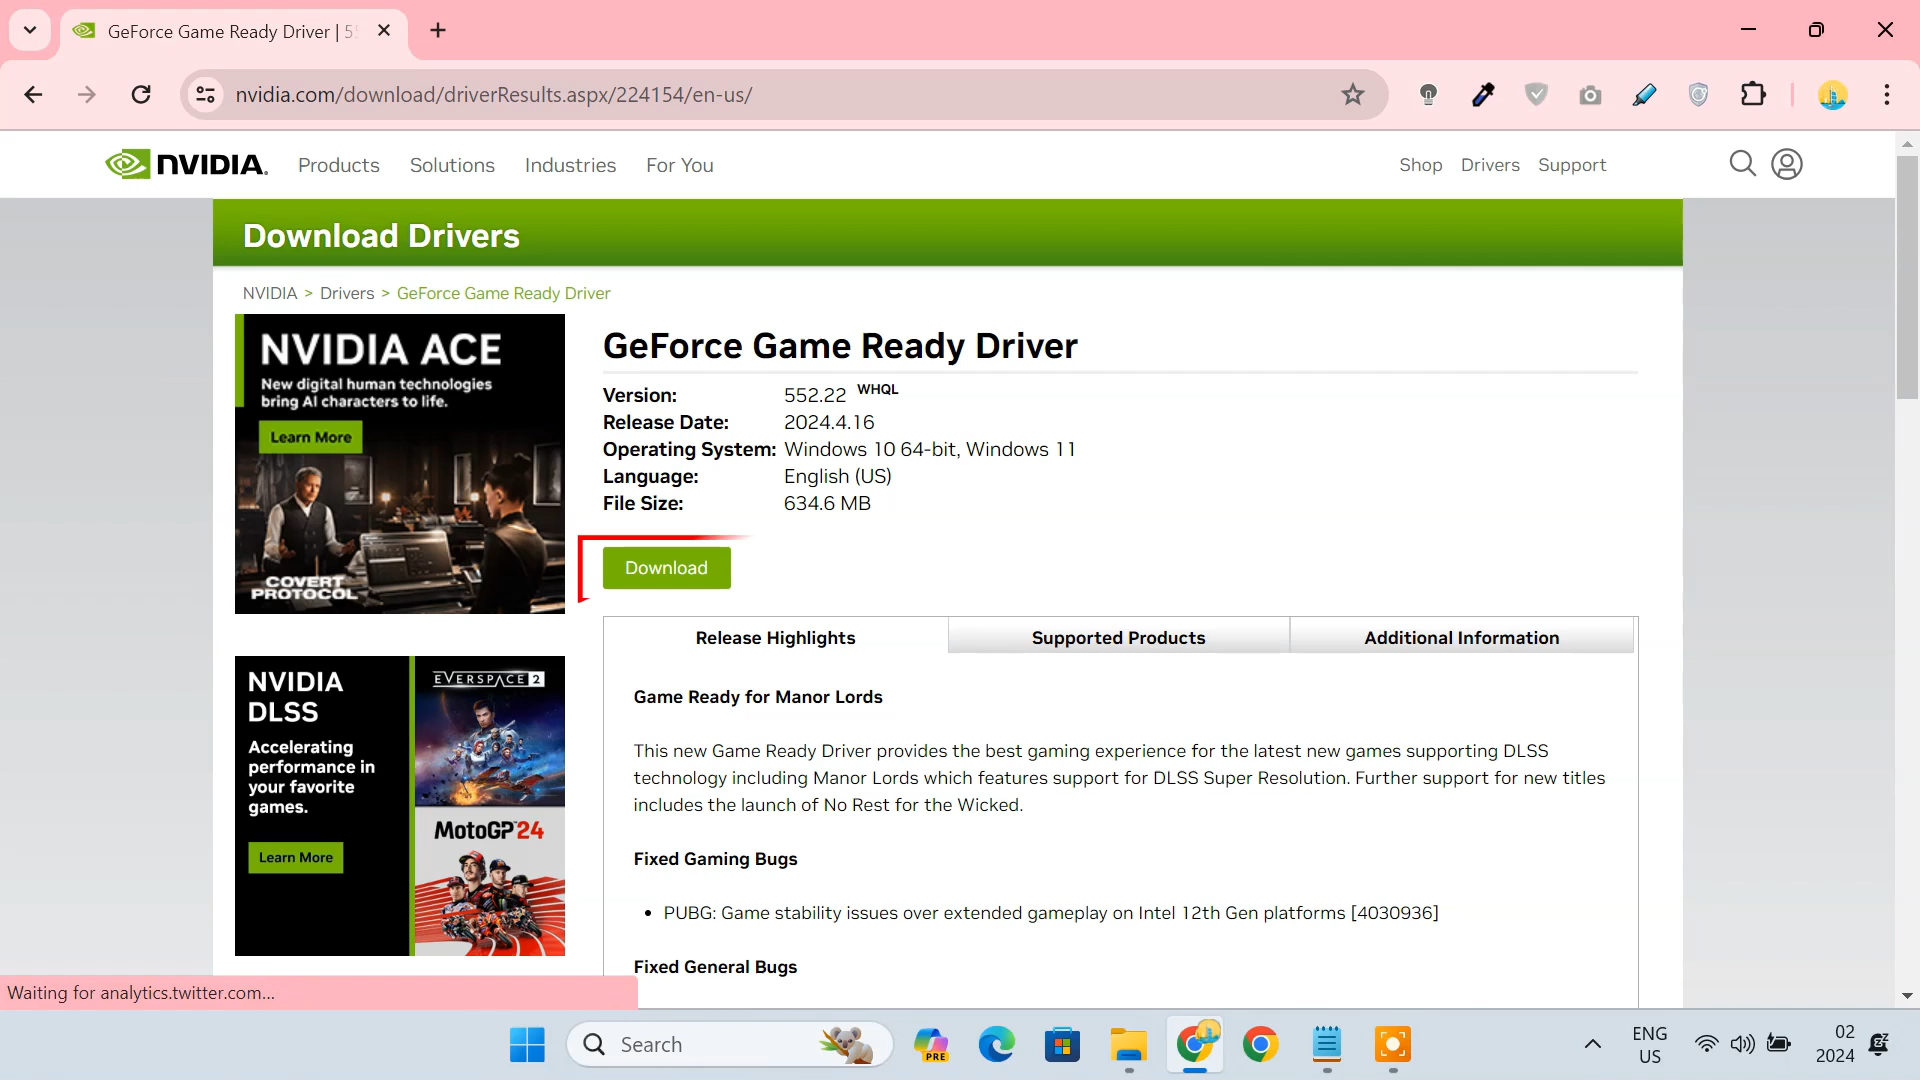 GeForce Game Ready Driver | 5
nvidia.com/download/driverResults.aspx/224154/en-us/
NVIDIA.
Products
Solutions
Industries
For You
Shop
Drivers
Support
Download Drivers
NVIDIA > Drivers > GeForce Game Ready Driver
NVIDIA ACE
New digital human technologies
bring AI characters to life.
Learn More
COVERT
PROTOCOL
GeForce Game Ready Driver
Version: 552.22 WHQL
Release Date: 2024.4.16
Operating System: Windows 10 64-bit, Windows 11
Language: English (US)
File Size: 634.6 MB
Download
NVIDIA
DLSS
Accelerating
performance in
your favorite
games.
Learn More
EVERSPACE 2
MotoGP 24
Release Highlights
Supported Products
Additional Information
Game Ready for Manor Lords
This new Game Ready Driver provides the best gaming experience for the latest new games supporting DLSS
technology including Manor Lords which features support for DLSS Super Resolution. Further support for new titles
includes the launch of No Rest for the Wicked.
Fixed Gaming Bugs
• PUBG: Game stability issues over extended gameplay on Intel 12th Gen platforms [4030936]
Fixed General Bugs
Waiting for analytics.twitter.com...
Search
PRE
ENG
US
02
2024